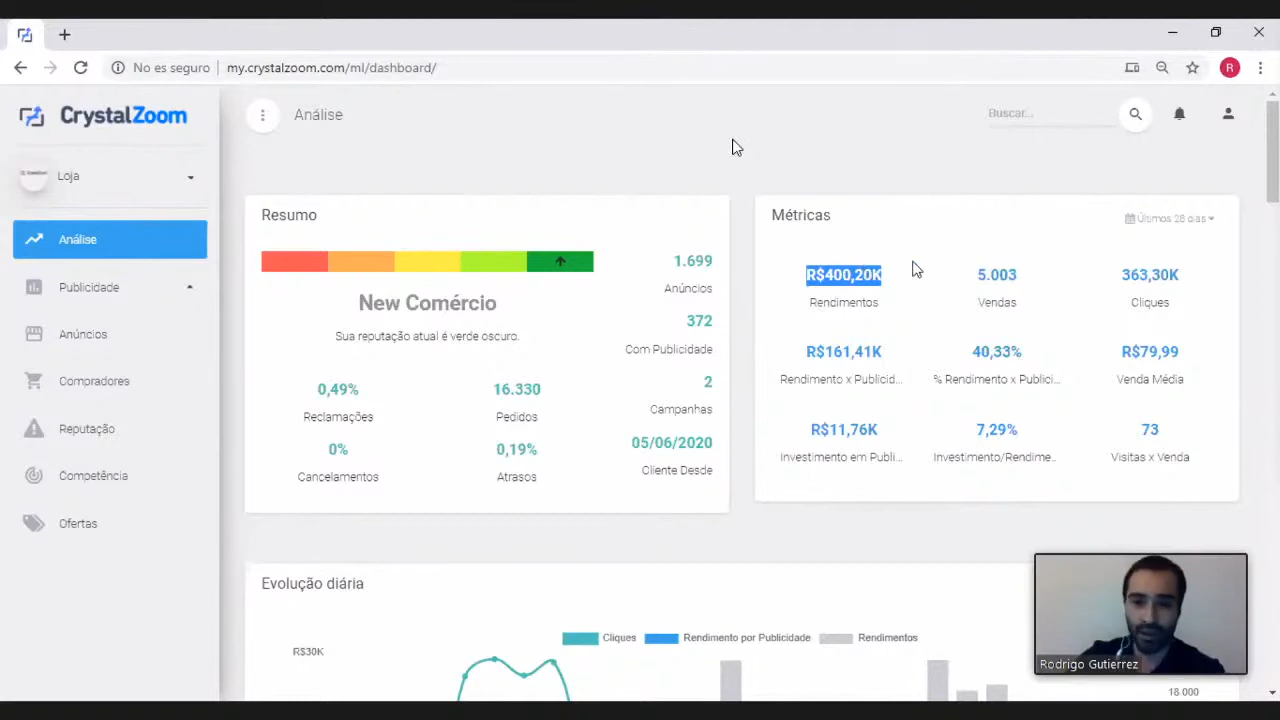 No es seguro
my.crystalzoom.com/ml/dashboard/
R
CrystalZoom
Análise
Buscar...
Loja
Análise
Publicidade
Anúncios
Compradores
Reputação
Competência
Ofertas
Resumo
New Comércio
Sua reputação atual é verde oscuro.
0,49%
Reclamações
16.330
Pedidos
0%
Cancelamentos
0,19%
Atrasos
1.699
Anúncios
372
Com Publicidade
2
Campanhas
05/06/2020
Cliente Desde
Métricas
Últimos 28 dias
R$400,20K
Rendimentos
5.003
Vendas
363,30K
Cliques
R$161,41K
Rendimento x Publicid...
40,33%
% Rendimento x Publici...
R$79,99
Venda Média
R$11,76K
Investimento em Publi...
7,29%
Investimento/Rendime...
73
Visitas x Venda
Evolução diária
Cliques
Rendimento por Publicidade
Rendimentos
R$30K
18 000
Rodrigo Gutierrez